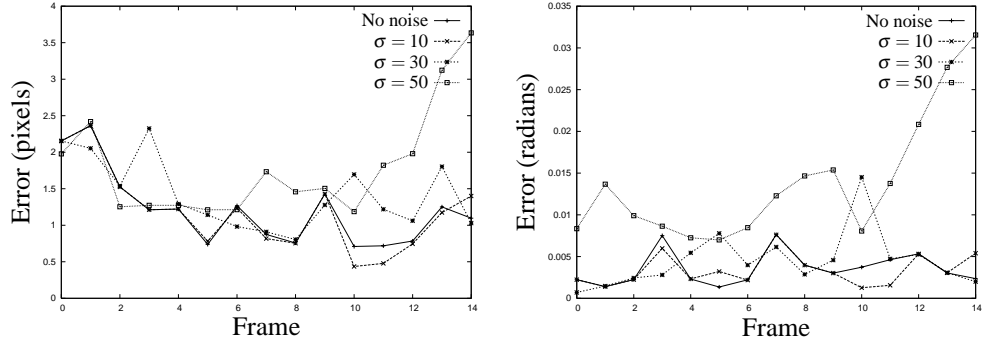 4
3.5
3
2.5
2
1.5
1
0.5
0
0 2 4 6 8 10 12 14
Error (pixels)
Frame
No noise
σ = 10
σ = 30
σ = 50
0.035
0.03
0.025
0.02
0.015
0.01
0.005
0
0 2 4 6 8 10 12 14
Error (radians)
Frame
No noise
σ = 10
σ = 30
σ = 50